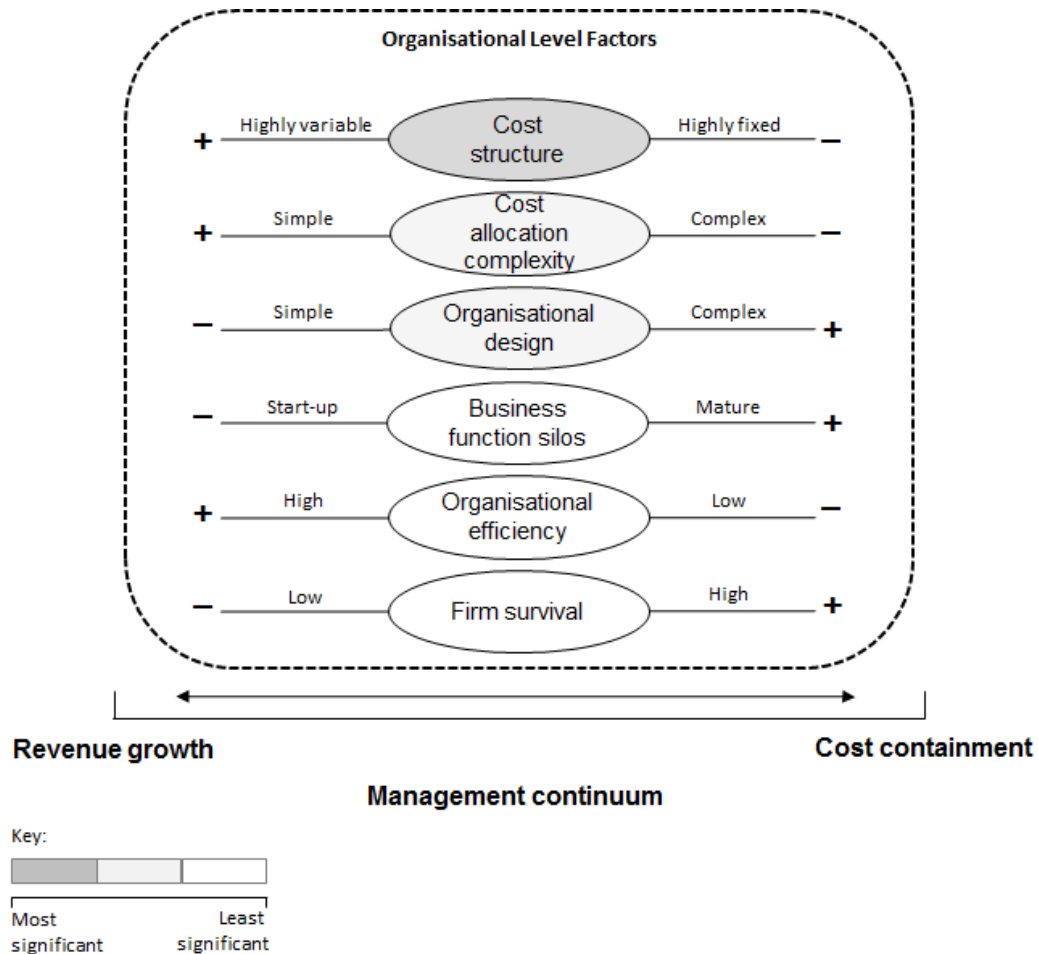 Organisational Level Factors
+ Highly variable Cost structure Highly fixed −
+ Simple Cost allocation complexity Complex −
− Simple Organisational design Complex +
− Start-up Business function silos Mature +
+ High Organisational efficiency Low −
− Low Firm survival High +
Revenue growth Cost containment
Management continuum
Key:
Most significant Least significant